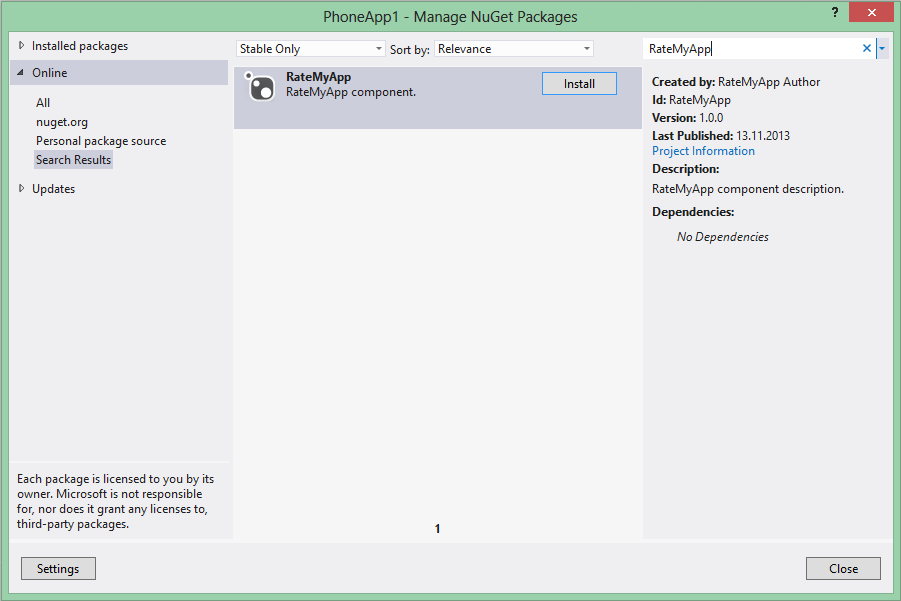 PhoneApp1 - Manage NuGet Packages
?
Installed packages
Online
All
nuget.org
Personal package source
Search Results
Updates
Each package is licensed to you by its
owner. Microsoft is not responsible
for, nor does it grant any licenses to,
third-party packages.
Settings
Stable Only
Sort by: Relevance
RateMyApp
RateMyApp component.
Install
1
RateMyApp
Created by: RateMyApp Author
Id: RateMyApp
Version: 1.0.0
Last Published: 13.11.2013
Project Information
Description:
RateMyApp component description.
Dependencies:
No Dependencies
Close